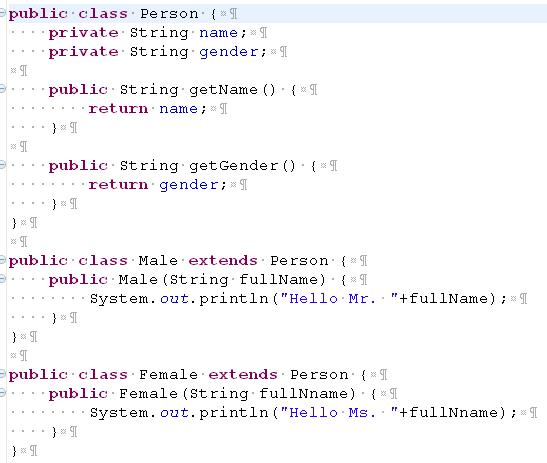 public class Person {
    private String name;
    private String gender;

    public String getName() {
        return name;
    }

    public String getGender() {
        return gender;
    }
}

public class Male extends Person {
    public Male(String fullName) {
        System.out.println("Hello Mr. "+fullName);
    }
}

public class Female extends Person {
    public Female(String fullNname) {
        System.out.println("Hello Ms. "+fullNname);
    }
}